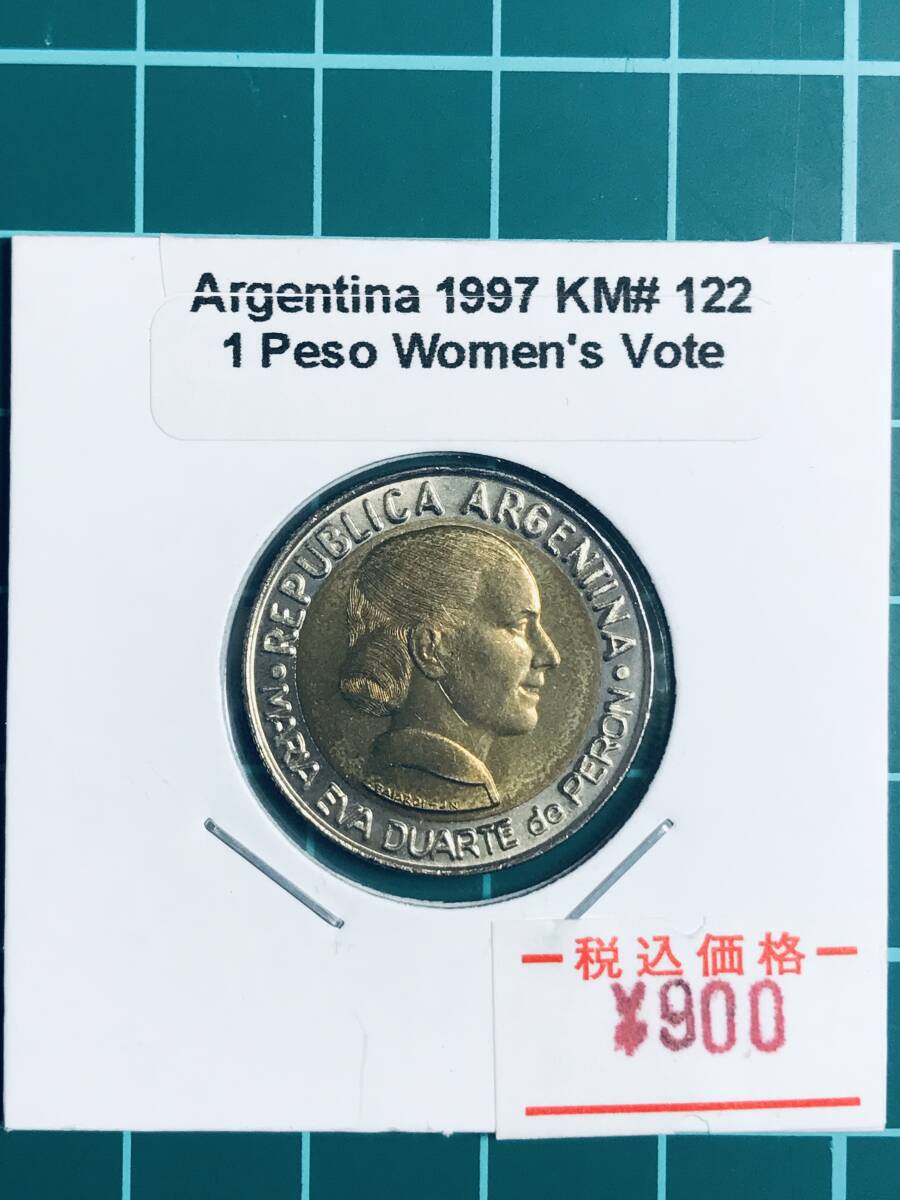 Argentina 1997 KM# 122
1 Peso Women's Vote
• REPUBLICA ARGENTINA •
MARIA EVA DUARTE de PERON
税込価格
¥900